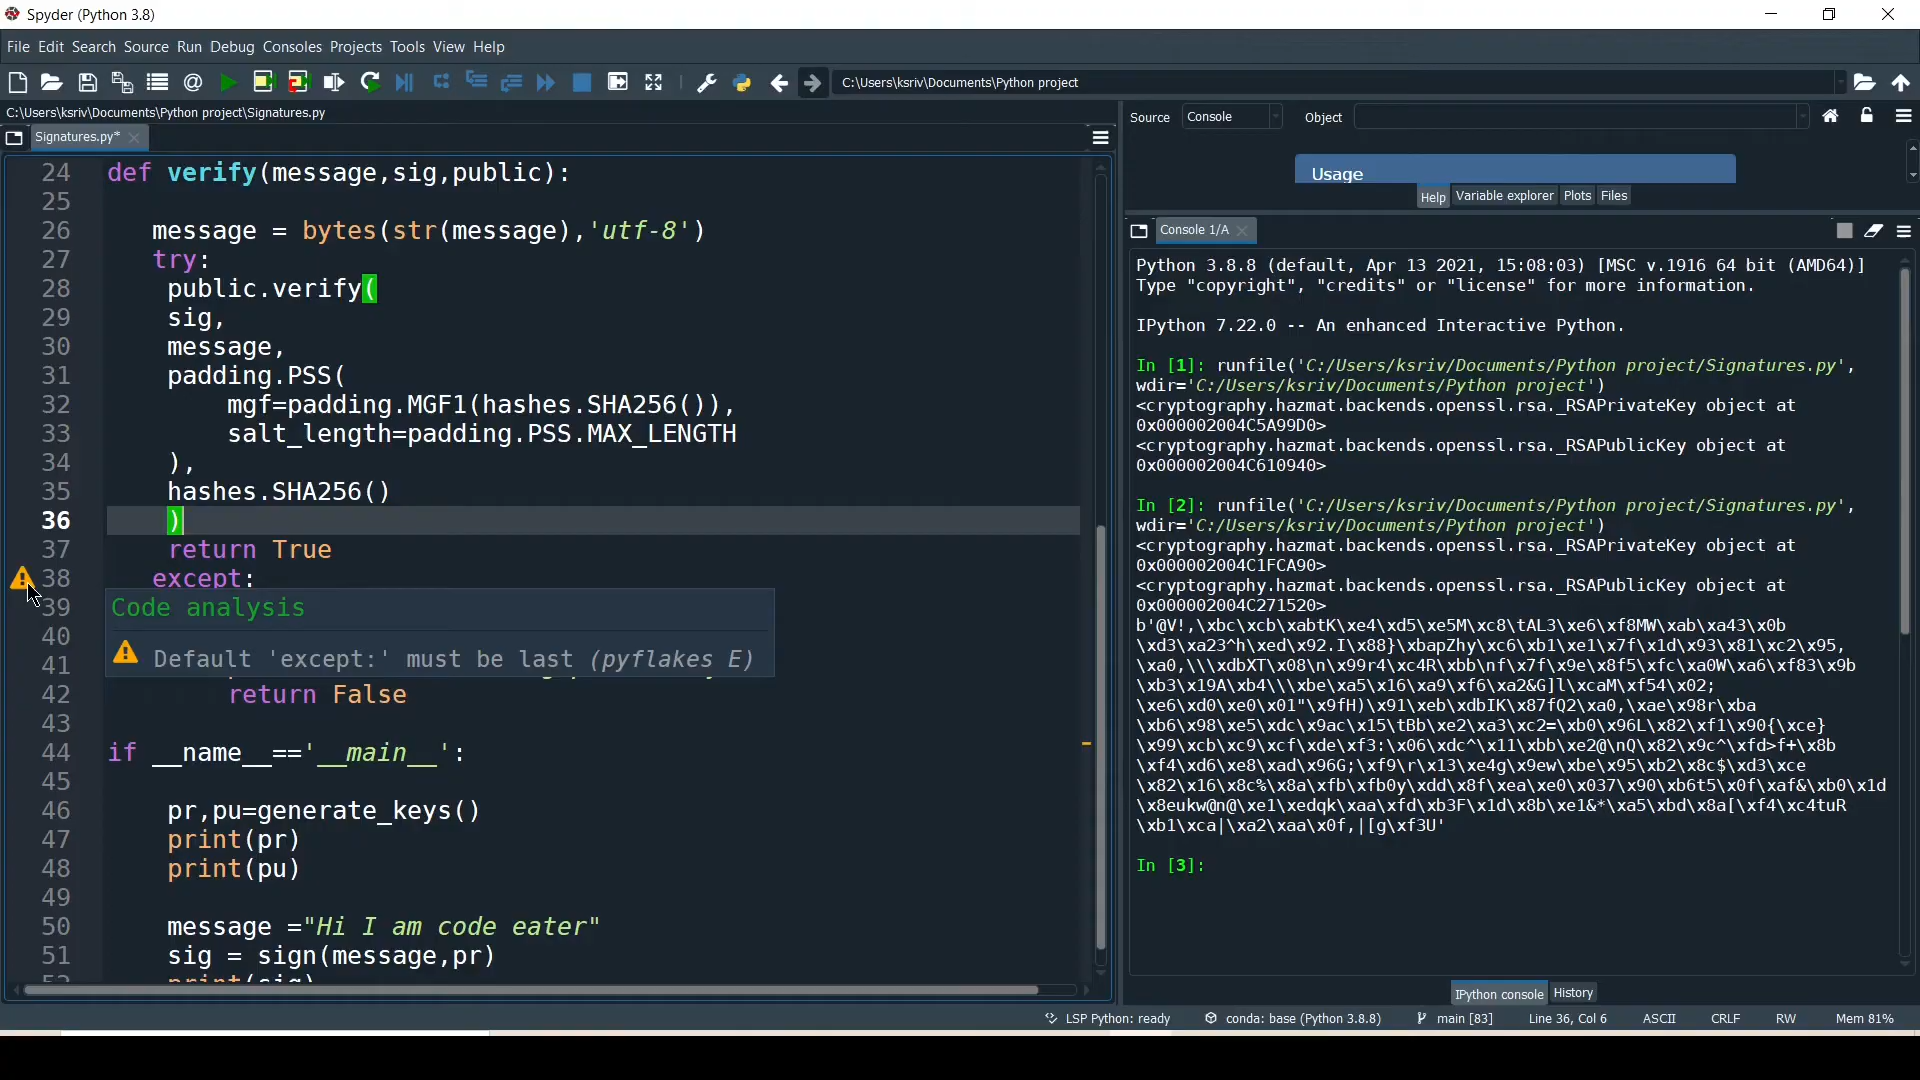 Spyder (Python 3.8)
File Edit Search Source Run Debug Consoles Projects Tools View Help
C:\Users\ksriv\Documents\Python project
C:\Users\ksriv\Documents\Python project\Signatures.py
Signatures.py*
24 def verify(message,sig,public):
25
26 message = bytes(str(message),'utf-8')
27 try:
28 public.verify(
29 sig,
30 message,
31 padding.PSS(
32 mgf=padding.MGF1(hashes.SHA256()),
33 salt_length=padding.PSS.MAX_LENGTH
34 ),
35 hashes.SHA256()
36 )
37 return True
38 except:
39
40
41
Code analysis
Default 'except:' must be last (pyflakes E)
42 return False
43
44 if __name__=='__main__':
45
46 pr,pu=generate_keys()
47 print(pr)
48 print(pu)
49
50 message ="Hi I am code eater"
51 sig = sign(message,pr)
52 print(sig)
Source Console Object
Usage
Help Variable explorer Plots Files
Console 1/A
Python 3.8.8 (default, Apr 13 2021, 15:08:03) [MSC v.1916 64 bit (AMD64)]
Type "copyright", "credits" or "license" for more information.
IPython 7.22.0 -- An enhanced Interactive Python.
In [1]: runfile('C:/Users/ksriv/Documents/Python project/Signatures.py',
wdir='C:/Users/ksriv/Documents/Python project')
<cryptography.hazmat.backends.openssl.rsa._RSAPrivateKey object at
0x000002004C5A99D0>
<cryptography.hazmat.backends.openssl.rsa._RSAPublicKey object at
0x000002004C610940>
In [2]: runfile('C:/Users/ksriv/Documents/Python project/Signatures.py',
wdir='C:/Users/ksriv/Documents/Python project')
<cryptography.hazmat.backends.openssl.rsa._RSAPrivateKey object at
0x000002004C1FCA90>
<cryptography.hazmat.backends.openssl.rsa._RSAPublicKey object at
0x000002004C271520>
b'@V!,\xbc\xcb\xabtK\xe4\xd5\xe5M\xc8\tAL3\xe6\xf8MW\xab\xa43\x0b
\xd3\xa23^h\xed\x92.I\x88}\xbapZhy\xc6\xb1\xe1\x7f\x1d\x93\x81\xc2\x95,
\xa0,\\\xdbXT\x08\n\x99r4\xc4R\xbb\nf\x7f\x9e\x8f5\xfc\xa0W\xa6\xf83\x9b
\xb3\x19A\xb4\\\xbe\xa5\x16\xa9\xf6\xa2&G]l\xcaM\xf54\x02;
\xe6\xd0\xe0\x01"\x9fH)\x91\xeb\xdbIK\x87fQ2\xa0,\xae\x98r\xba
\xb6\x98\xe5\xdc\x9ac\x15\tBb\xe2\xa3\xc2=\xb0\x96L\x82\xf1\x90{\xce}
\x99\xcb\xc9\xcf\xde\xf3:\x06\xdc^\x11\xbb\xe2@\nQ\x82\x9c^\xfd>f+\x8b
\xf4\xd6\xe8\xad\x96G;\xf9\r\x13\xe4g\x9ew\xbe\x95\xb2\x8c$\xd3\xce
\x82\x16\x8c%\x8a\xfb\xfb0y\xdd\x8f\xea\xe0\x037\x90\xb6t5\x0f\xaf&\xb0\x1d
\x8eukw@n@\xe1\xedqk\xaa\xfd\xb3F\x1d\x8b\xe1&*\xa5\xbd\x8a[\xf4\xc4tuR
\xb1\xca|\xa2\xaa\x0f,|[g\xf3U'
In [3]:
IPython console History
LSP Python: ready conda: base (Python 3.8.8) main [83] Line 36, Col 6 ASCII CRLF RW Mem 81%